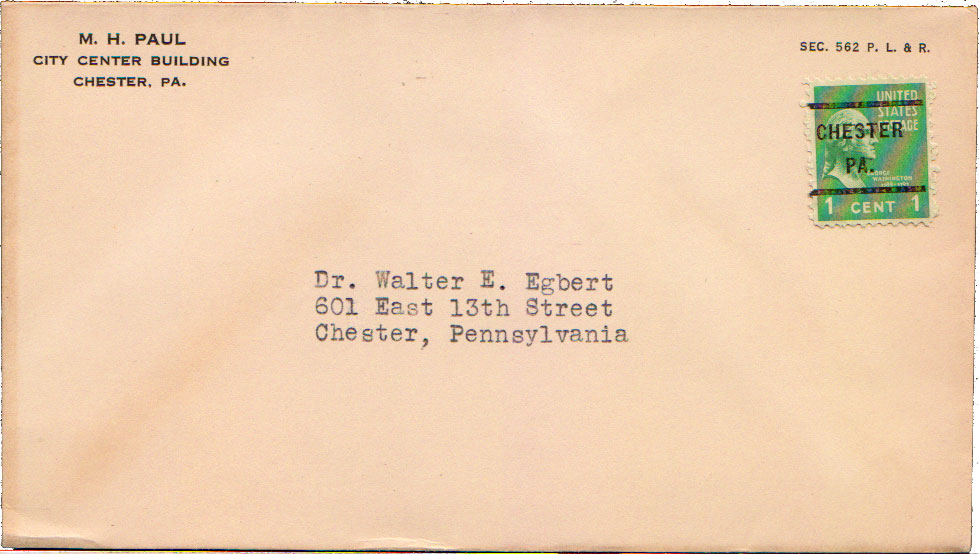 M. H. PAUL
CITY CENTER BUILDING
CHESTER, PA.
SEC. 562 P. L. & R.
UNITED
STATES
CHESTER
PA.
WASHINGTON
1 CENT 1
Dr. Walter E. Egbert
601 East 13th Street
Chester, Pennsylvania